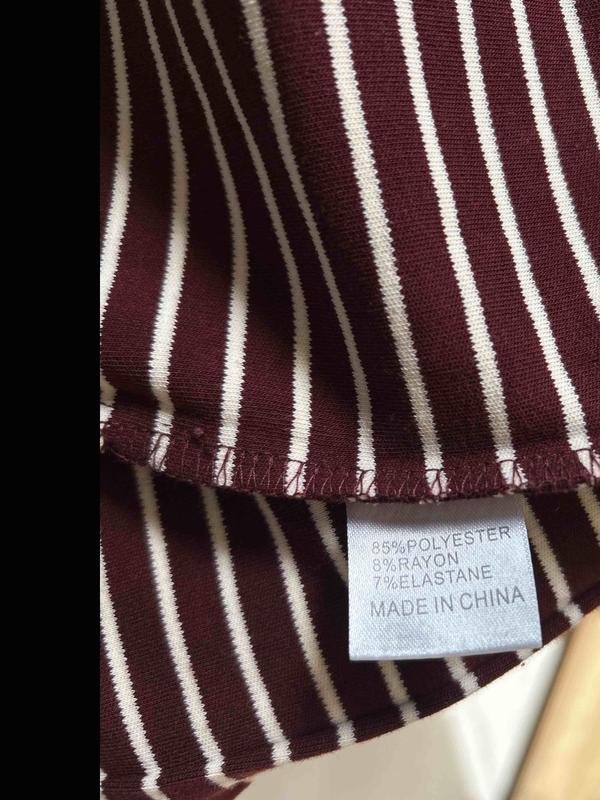 85%POLYESTER
8%RAYON
7%ELASTANE
MADE IN CHINA